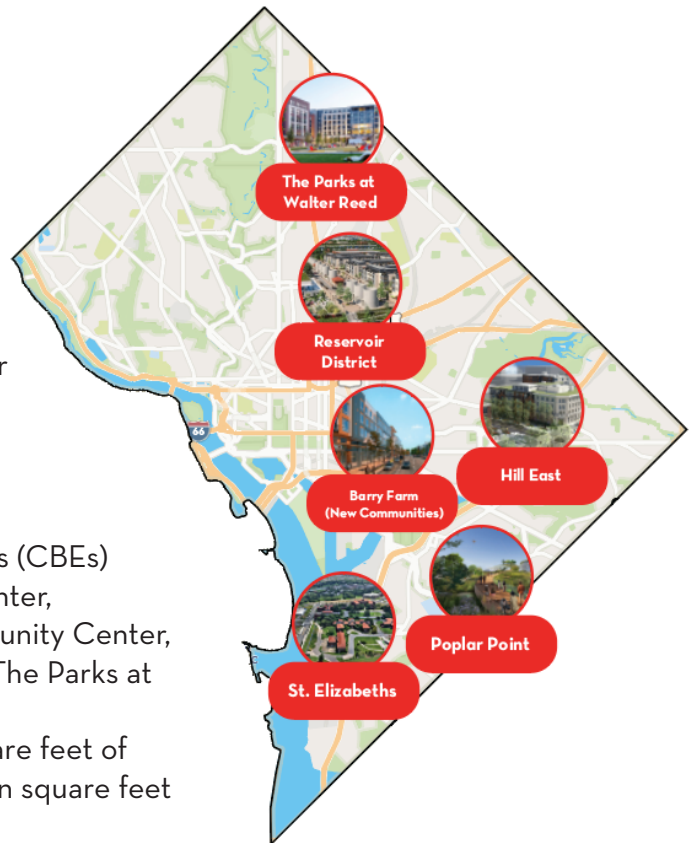 The Parks at
Walter Reed
Reservoir
District
r
66
Hill East
Barry Farm
(New Communities)
s (CBEs)
nter,
unity Center,
The Parks at
Poplar Point
St. Elizabeths
are feet of
n square feet